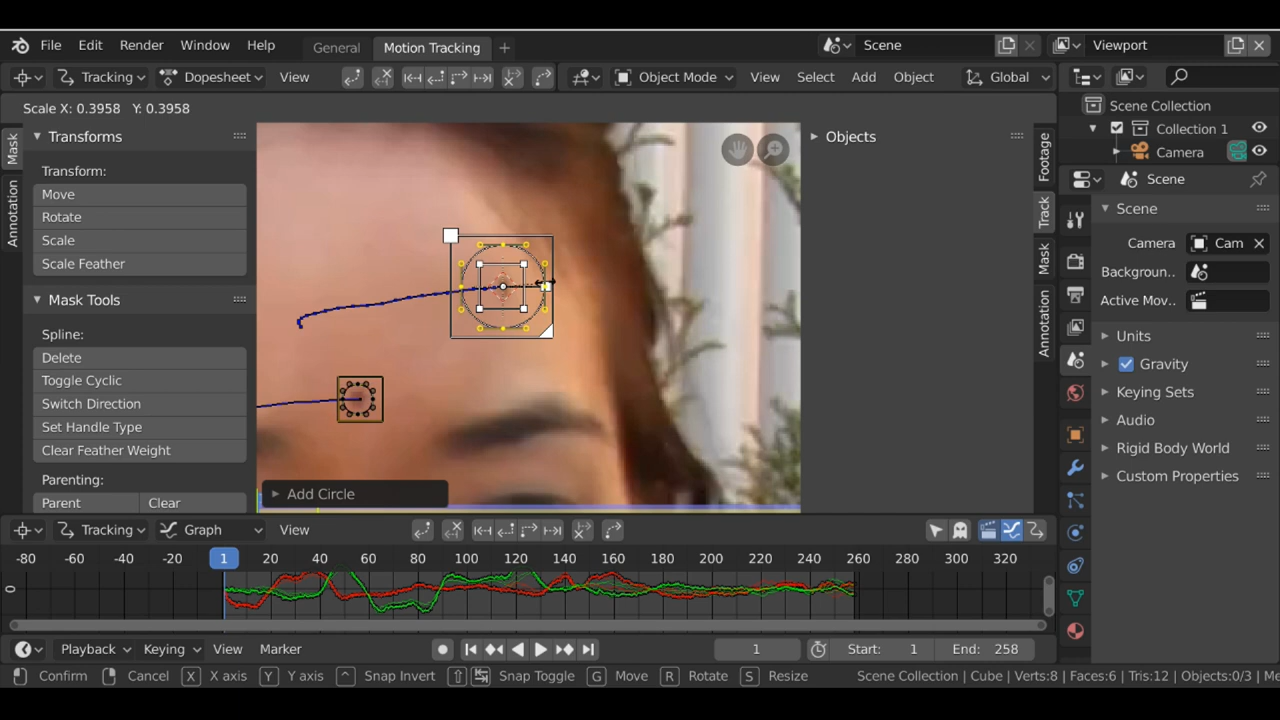 File Edit Render Window Help General Motion Tracking + Scene Viewport
Tracking Dopesheet View Object Mode View Select Add Object Global
Scale X: 0.3958 Y: 0.3958
Mask
Annotation
Transforms
Transform:
Move
Rotate
Scale
Scale Feather
Mask Tools
Spline:
Delete
Toggle Cyclic
Switch Direction
Set Handle Type
Clear Feather Weight
Parenting:
Parent Clear
Add Circle
Objects
Footage
Track
Mask
Annotation
Scene Collection
Collection 1
Camera
Scene
Scene
Camera Cam
Backgroun..
Active Mov..
Units
Gravity
Keying Sets
Audio
Rigid Body World
Custom Properties
Tracking Graph View
-80 -60 -40 -20 1 20 40 60 80 100 120 140 160 180 200 220 240 260 280 300 320
0
Playback Keying View Marker 1 Start: 1 End: 258
Confirm Cancel X X axis Y Y axis ^ Snap Invert Snap Toggle G Move R Rotate S Resize Scene Collection | Cube | Verts:8 | Faces:6 | Tris:12 | Objects:0/3 |